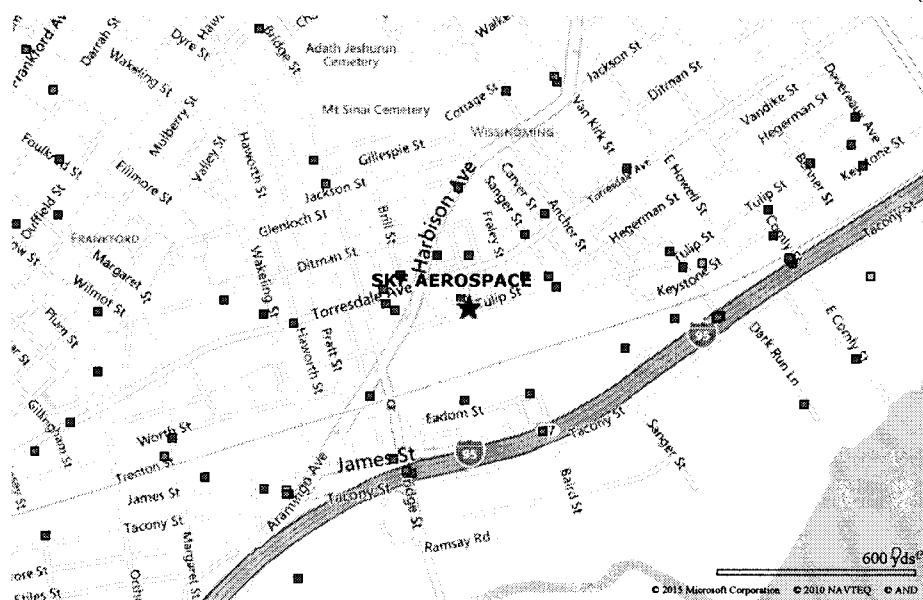 Walke
Bridge St
Dyre St
Darrah St
Wakeling St
Adath Jeshurun
Cemetery
Jackson St
Ditman St
Devereaux Ave
Vandike St
Hegerman St
Mt Sinai Cemetery
Cottage St
WISSINOMING
Van Kirk St
Mulberry St
Valley St
Haworth St
Gillespie St
Fillmore St
Jackson St
Glenloch St
Carver St
Sanger St
Anchor St
Torresdale Ave
E Howell St
Keystone St
Tulip St
Duffield St
FRANKFORD
Margaret St
Wilmot St
Plum St
Brill St
Harbison Ave
Fraley St
Hegerman St
Tulip St
Comly
Tacony St
Wakeling St
Ditman St
SKF AEROSPACE
Torresdale Ave
Tulip St
Keystone St
Haworth St
Pratt St
95
Dark Run Ln
E Comly St
Gillingham St
Worth St
Trenton St
James St
Tacony St
Margaret St
Eadom St
James St
95
Tacony St
Sanger St
Aramingo Ave
Tacony St
Bridge St
Baird St
Ramsay Rd
Stiles St
600 yds
© 2015 Microsoft Corporation © 2010 NAVTEQ © AND